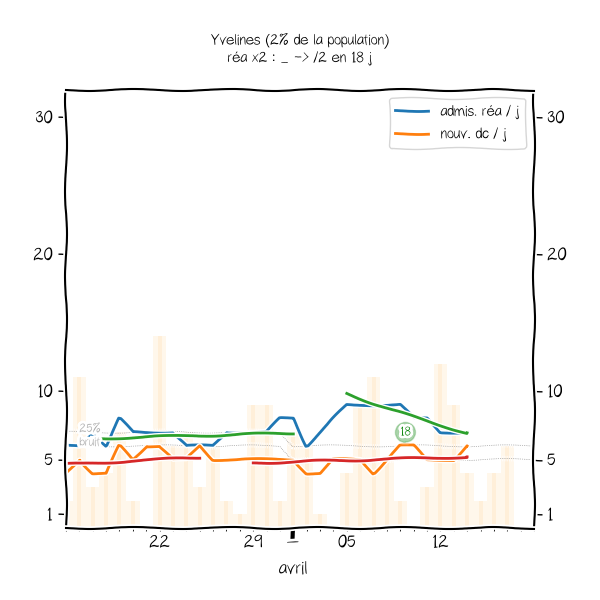 Yvelines (2% de la population)
réa x2 : _ -> /2 en 18 j
admis. réa / j
nouv. dc / j
30
30
20
20
10
10
25%
bruit
18
5
5
1
1
22
29
05
12
avril